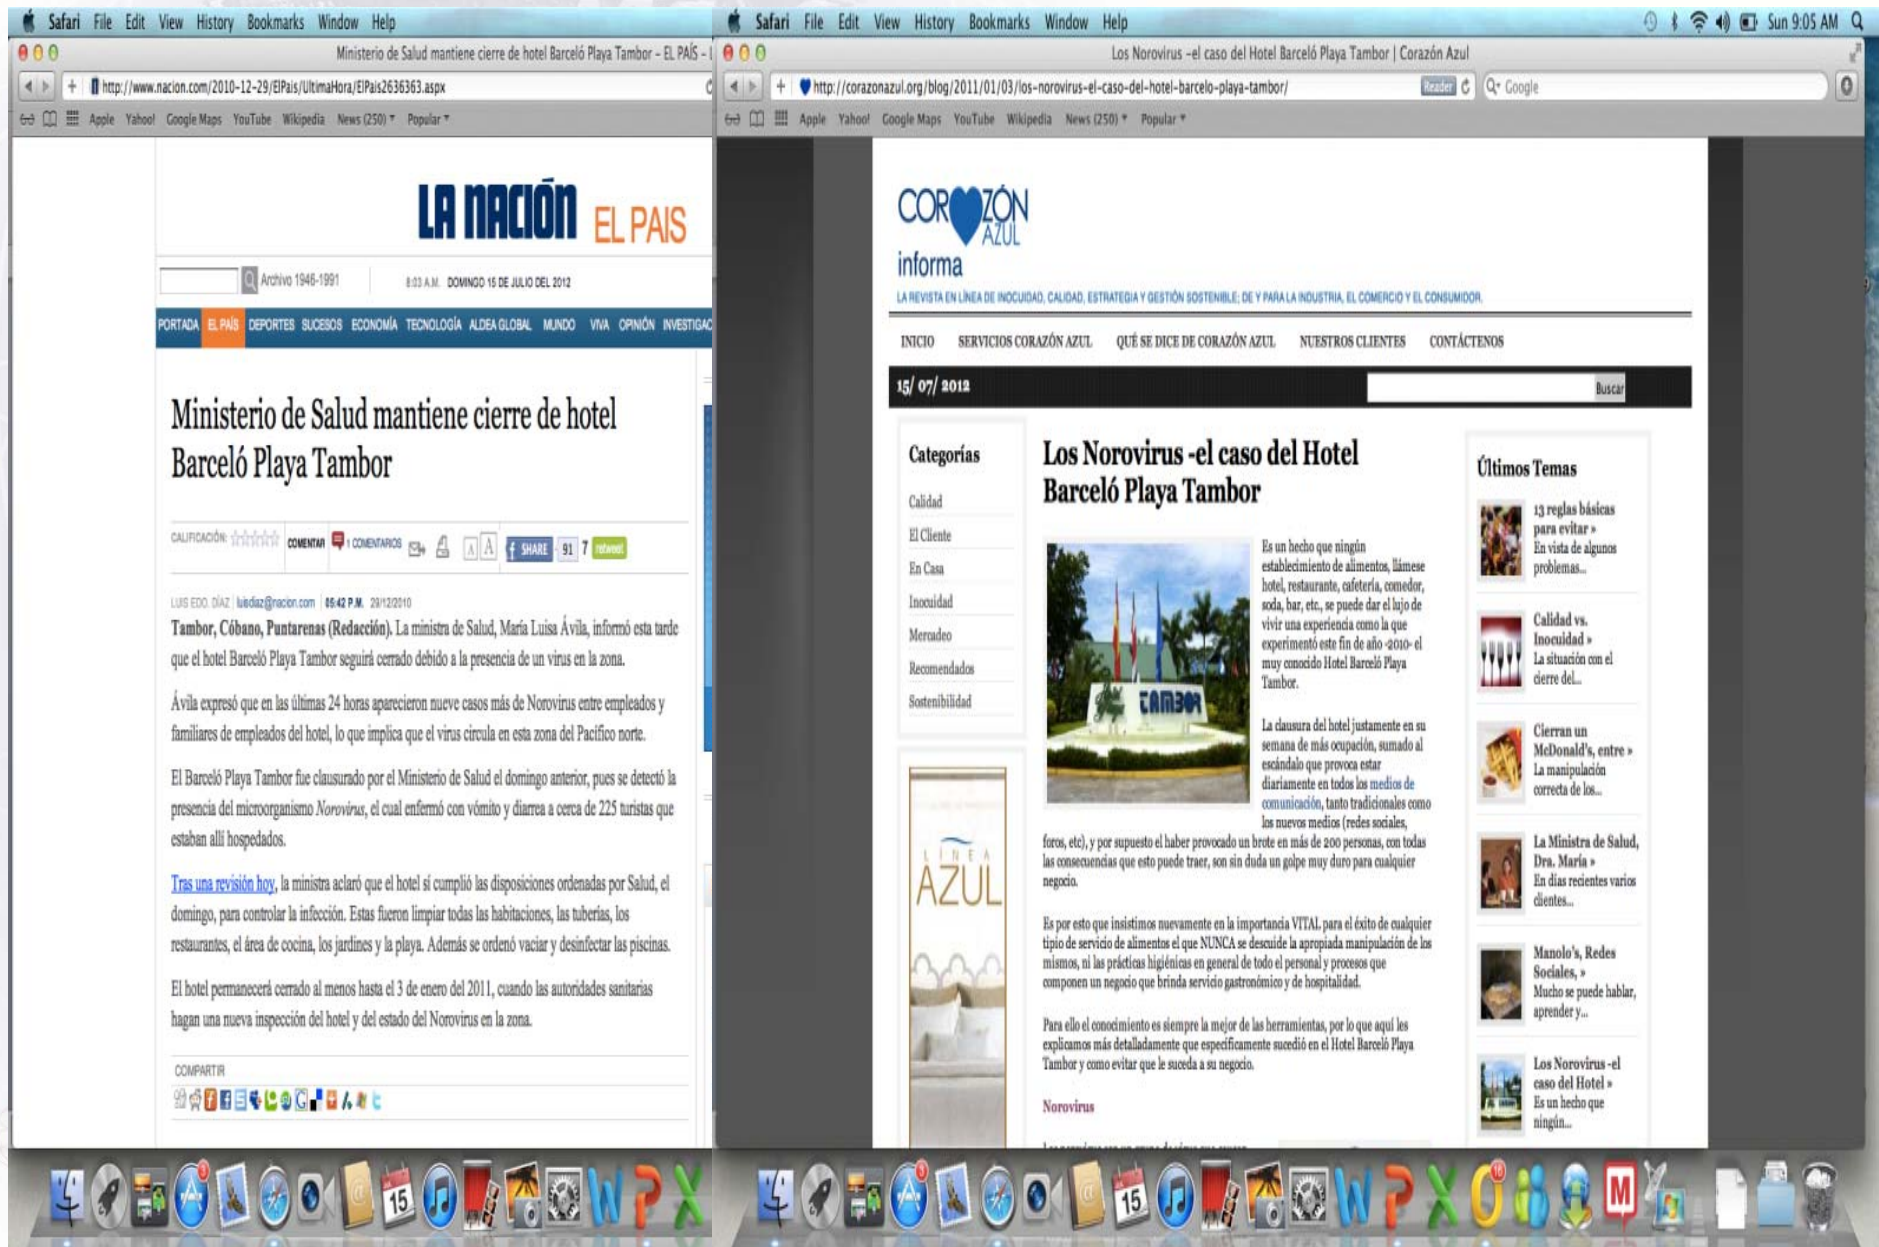 Safari File Edit View History Bookmarks Window Help
Ministerio de Salud mantiene cierre de hotel Barceló Playa Tambor – EL PAÍS –
http://www.nacion.com/2010-12-29/ElPais/UltimaHora/ElPais2636363.aspx
Apple Yahoo! Google Maps YouTube Wikipedia News (250) Popular
LA NACIÓN EL PAIS
Archivo 1946-1991 8:03 A.M. DOMINGO 15 DE JULIO DEL 2012
PORTADA EL PAÍS DEPORTES SUCESOS ECONOMÍA TECNOLOGÍA ALDEA GLOBAL MUNDO VIVA OPINIÓN INVESTIGAC
Ministerio de Salud mantiene cierre de hotel
Barceló Playa Tambor
CALIFICACIÓN: COMENTAR 1 COMENTARIOS A A SHARE 91 7 retweet
LUIS EDO. DÍAZ luisdiaz@nacion.com 05:42 P.M. 29/12/2010
Tambor, Cóbano, Puntarenas (Redacción). La ministra de Salud, María Luisa Ávila, informó esta tarde
que el hotel Barceló Playa Tambor seguirá cerrado debido a la presencia de un virus en la zona.
Ávila expresó que en las últimas 24 horas aparecieron nueve casos más de Norovirus entre empleados y
familiares de empleados del hotel, lo que implica que el virus circula en esta zona del Pacífico norte.
El Barceló Playa Tambor fue clausurado por el Ministerio de Salud el domingo anterior, pues se detectó la
presencia del microorganismo Norovirus, el cual enfermó con vómito y diarrea a cerca de 225 turistas que
estaban allí hospedados.
Tras una revisión hoy, la ministra aclaró que el hotel sí cumplió las disposiciones ordenadas por Salud, el
domingo, para controlar la infección. Estas fueron limpiar todas las habitaciones, las tuberías, los
restaurantes, el área de cocina, los jardines y la playa. Además se ordenó vaciar y desinfectar las piscinas.
El hotel permanecerá cerrado al menos hasta el 3 de enero del 2011, cuando las autoridades sanitarias
hagan una nueva inspección del hotel y del estado del Norovirus en la zona.
COMPARTIR
Safari File Edit View History Bookmarks Window Help Sun 9:05 AM
Los Norovirus -el caso del Hotel Barceló Playa Tambor | Corazón Azul
http://corazonazul.org/blog/2011/01/03/los-norovirus-el-caso-del-hotel-barcelo-playa-tambor/ Reader Google
Apple Yahoo! Google Maps YouTube Wikipedia News (250) Popular
CORAZÓN
AZUL
informa
LA REVISTA EN LÍNEA DE INOCUIDAD, CALIDAD, ESTRATEGIA Y GESTIÓN SOSTENIBLE; DE Y PARA LA INDUSTRIA, EL COMERCIO Y EL CONSUMIDOR.
INICIO SERVICIOS CORAZÓN AZUL QUÉ SE DICE DE CORAZÓN AZUL NUESTROS CLIENTES CONTÁCTENOS
15/ 07/ 2012 Buscar
Categorías
Calidad
El Cliente
En Casa
Inocuidad
Mercadeo
Recomendados
Sostenibilidad
LÍNEA
AZUL
Los Norovirus -el caso del Hotel
Barceló Playa Tambor
TAMBOR
Es un hecho que ningún
establecimiento de alimentos, llámese
hotel, restaurante, cafetería, comedor,
soda, bar, etc., se puede dar el lujo de
vivir una experiencia como la que
experimentó este fin de año -2010- el
muy conocido Hotel Barceló Playa
Tambor.
La clausura del hotel justamente en su
semana de más ocupación, sumado al
escándalo que provoca estar
diariamente en todos los medios de
comunicación, tanto tradicionales como
los nuevos medios (redes sociales,
foros, etc), y por supuesto el haber provocado un brote en más de 200 personas, con todas
las consecuencias que esto puede traer, son sin duda un golpe muy duro para cualquier
negocio.
Es por esto que insistimos nuevamente en la importancia VITAL para el éxito de cualquier
tipio de servicio de alimentos el que NUNCA se descuide la apropiada manipulación de los
mismos, ni las prácticas higiénicas en general de todo el personal y procesos que
componen un negocio que brinda servicio gastronómico y de hospitalidad.
Para ello el conocimiento es siempre la mejor de las herramientas, por lo que aquí les
explicamos más detalladamente que específicamente sucedió en el Hotel Barceló Playa
Tambor y como evitar que le suceda a su negocio.
Norovirus
Últimos Temas
13 reglas básicas
para evitar »
En vista de algunos
problemas...
Calidad vs.
Inocuidad »
La situación con el
cierre del...
Cierran un
McDonald's, entre »
La manipulación
correcta de los...
La Ministra de Salud,
Dra. María »
En días recientes varios
clientes...
Manolo's, Redes
Sociales, »
Mucho se puede hablar,
aprender y...
Los Norovirus -el
caso del Hotel »
Es un hecho que
ningún...